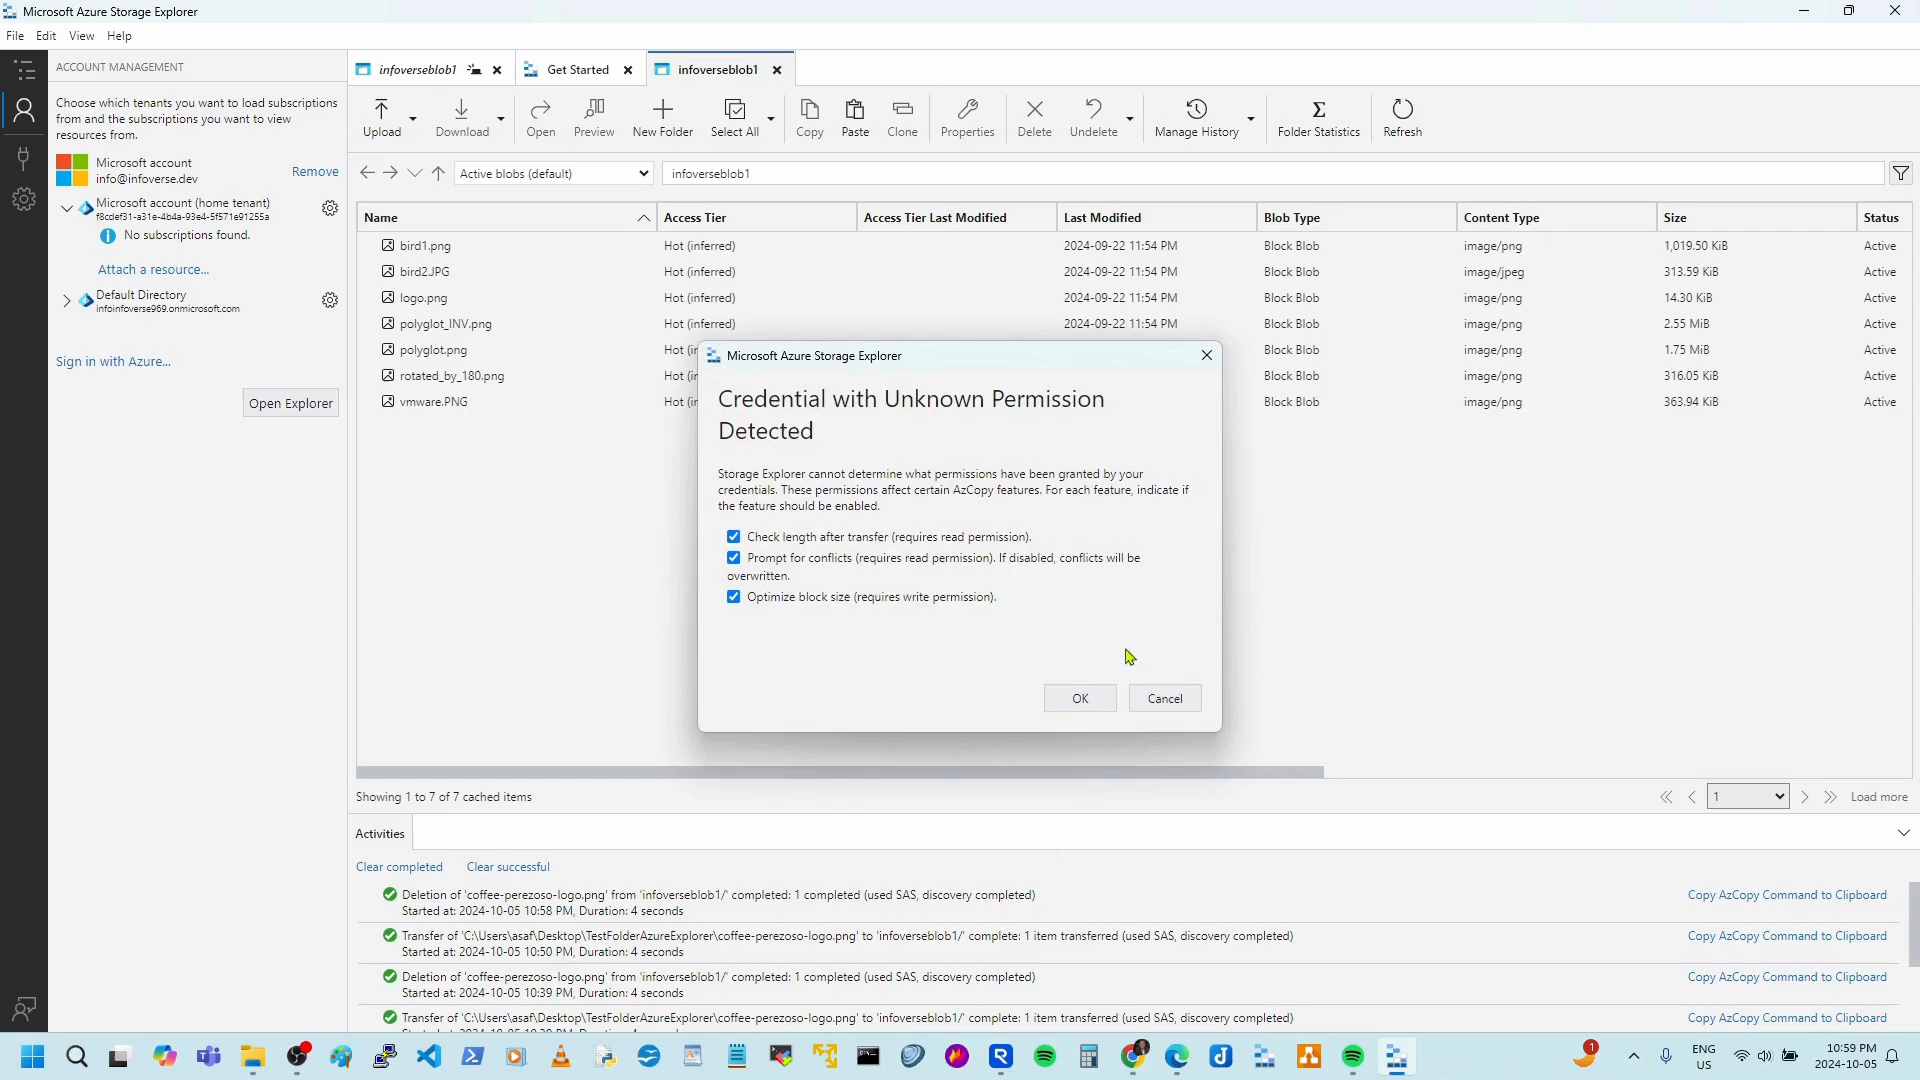 Microsoft Azure Storage Explorer
File Edit View Help
ACCOUNT MANAGEMENT
Choose which tenants you want to load subscriptions
from and the subscriptions you want to view
resources from.
Microsoft account
info@infoverse.dev
Remove
Microsoft account (home tenant)
f8cdef31-a31e-4b4a-93e4-5f571e91255a
No subscriptions found.
Attach a resource...
Default Directory
infoinfoverse969.onmicrosoft.com
Sign in with Azure...
Open Explorer
infoverseblob1 Get Started infoverseblob1
Upload Download Open Preview New Folder Select All Copy Paste Clone Properties Delete Undelete Manage History Folder Statistics Refresh
Active blobs (default) infoverseblob1
Name Access Tier Access Tier Last Modified Last Modified Blob Type Content Type Size Status
bird1.png Hot (inferred) 2024-09-22 11:54 PM Block Blob image/png 1,019.50 KiB Active
bird2.JPG Hot (inferred) 2024-09-22 11:54 PM Block Blob image/jpeg 313.59 KiB Active
logo.png Hot (inferred) 2024-09-22 11:54 PM Block Blob image/png 14.30 KiB Active
polyglot_INV.png Hot (inferred) 2024-09-22 11:54 PM Block Blob image/png 2.55 MiB Active
polyglot.png Hot (in Block Blob image/png 1.75 MiB Active
rotated_by_180.png Hot (in Block Blob image/png 316.05 KiB Active
vmware.PNG Hot (in Block Blob image/png 363.94 KiB Active
Microsoft Azure Storage Explorer
Credential with Unknown Permission
Detected
Storage Explorer cannot determine what permissions have been granted by your
credentials. These permissions affect certain AzCopy features. For each feature, indicate if
the feature should be enabled.
Check length after transfer (requires read permission).
Prompt for conflicts (requires read permission). If disabled, conflicts will be
overwritten.
Optimize block size (requires write permission).
OK Cancel
Showing 1 to 7 of 7 cached items
1 Load more
Activities
Clear completed Clear successful
Deletion of 'coffee-perezoso-logo.png' from 'infoverseblob1/' completed: 1 completed (used SAS, discovery completed) Copy AzCopy Command to Clipboard
Started at: 2024-10-05 10:58 PM, Duration: 4 seconds
Transfer of 'C:\Users\asaf\Desktop\TestFolderAzureExplorer\coffee-perezoso-logo.png' to 'infoverseblob1/' complete: 1 item transferred (used SAS, discovery completed) Copy AzCopy Command to Clipboard
Started at: 2024-10-05 10:50 PM, Duration: 4 seconds
Deletion of 'coffee-perezoso-logo.png' from 'infoverseblob1/' completed: 1 completed (used SAS, discovery completed) Copy AzCopy Command to Clipboard
Started at: 2024-10-05 10:39 PM, Duration: 4 seconds
Transfer of 'C:\Users\asaf\Desktop\TestFolderAzureExplorer\coffee-perezoso-logo.png' to 'infoverseblob1/' complete: 1 item transferred (used SAS, discovery completed) Copy AzCopy Command to Clipboard
1
ENG
US
10:59 PM
2024-10-05